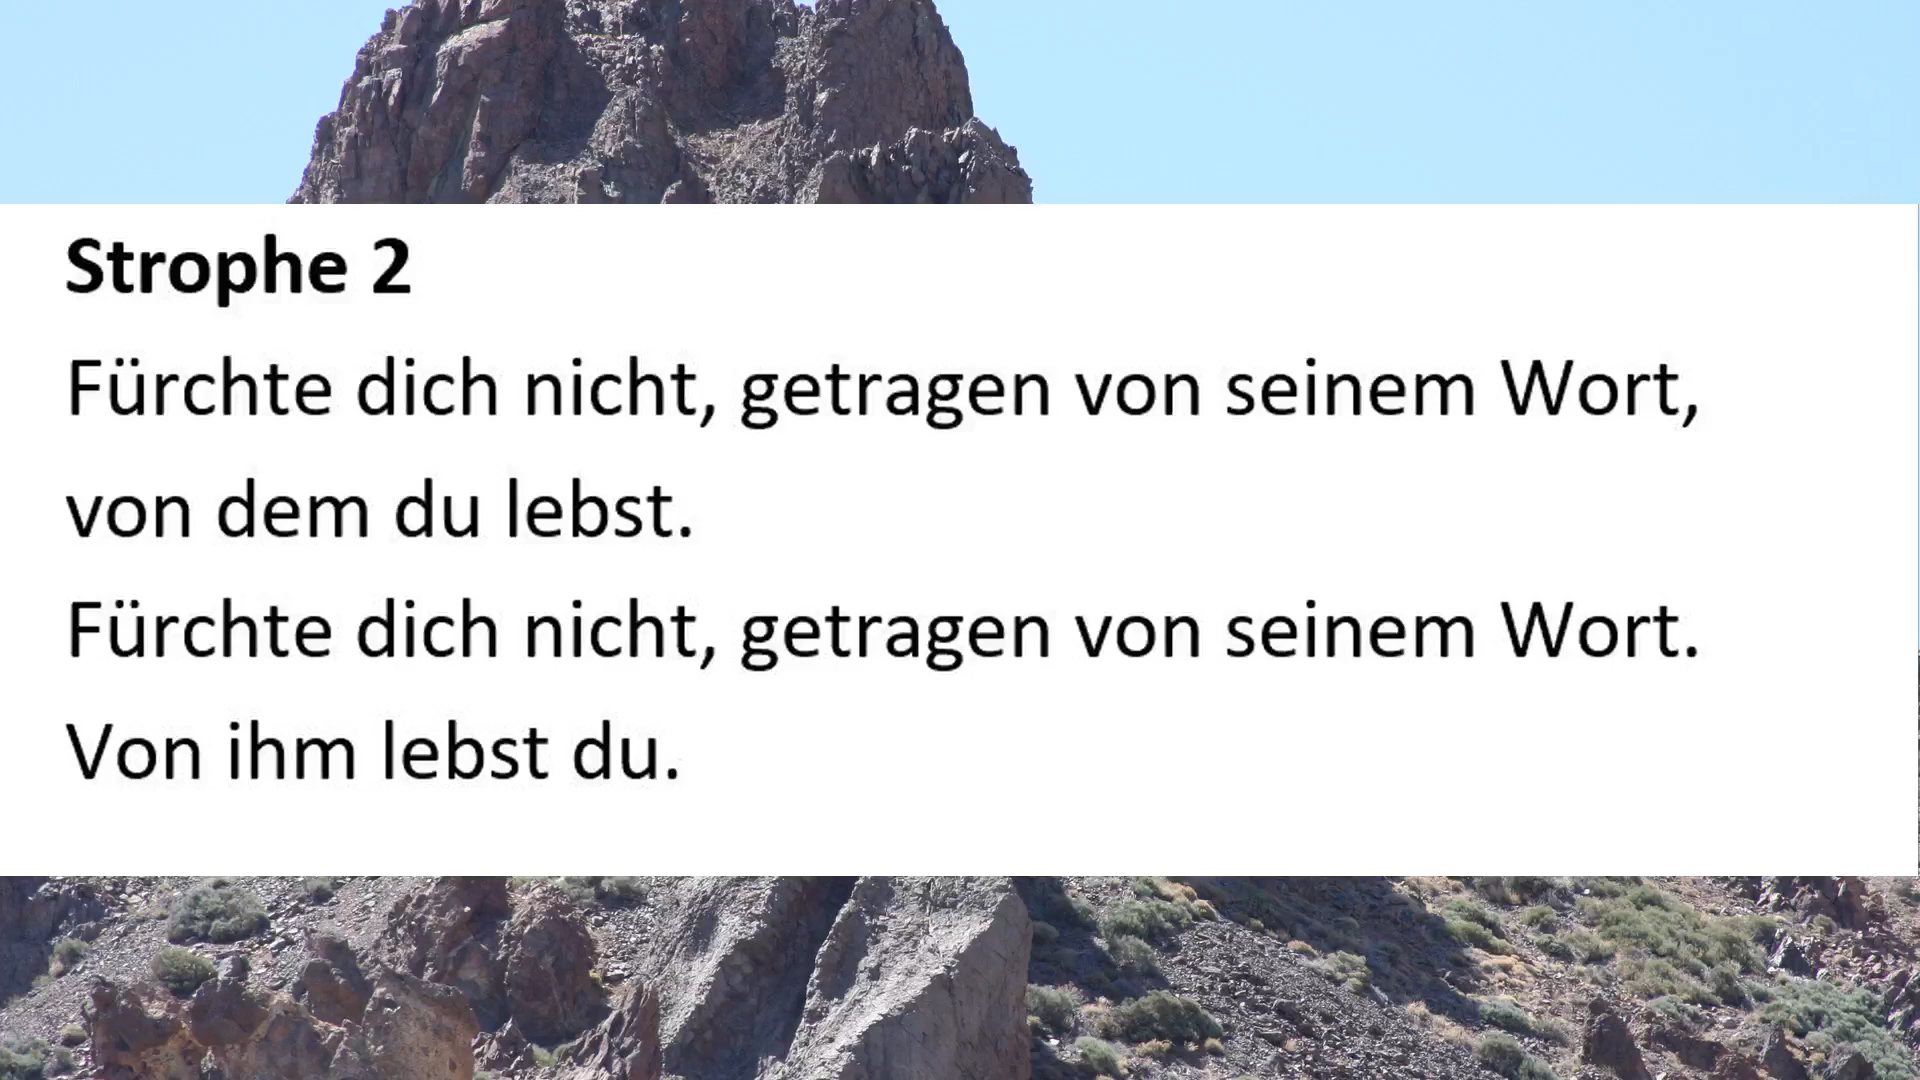 Strophe 2
Fürchte dich nicht, getragen von seinem Wort,
von dem du lebst.
Fürchte dich nicht, getragen von seinem Wort.
Von ihm lebst du.